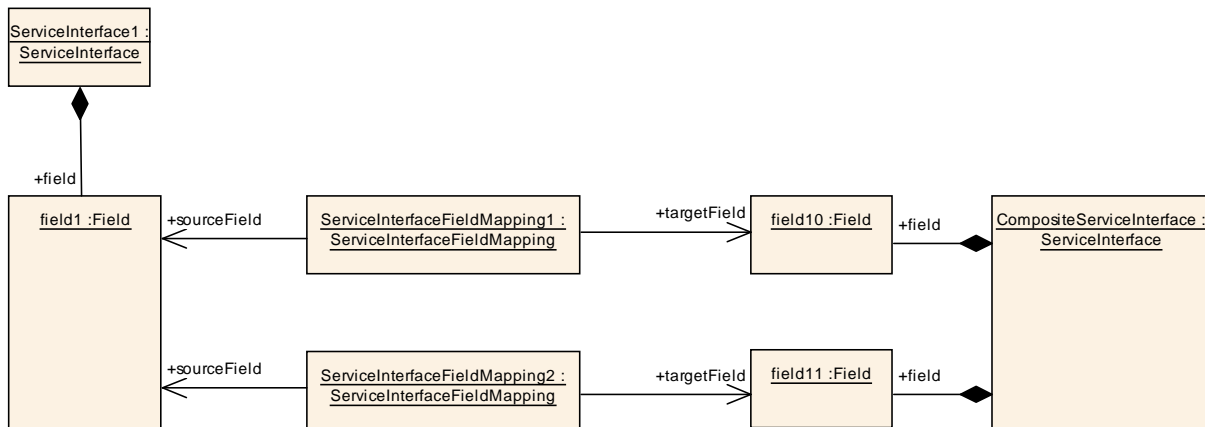 ServiceInterface1 :
ServiceInterface
+field
field1 :Field
+sourceField
ServiceInterfaceFieldMapping1 :
ServiceInterfaceFieldMapping
+targetField
field10 :Field
+field
CompositeServiceInterface :
ServiceInterface
+sourceField
ServiceInterfaceFieldMapping2 :
ServiceInterfaceFieldMapping
+targetField
field11 :Field
+field